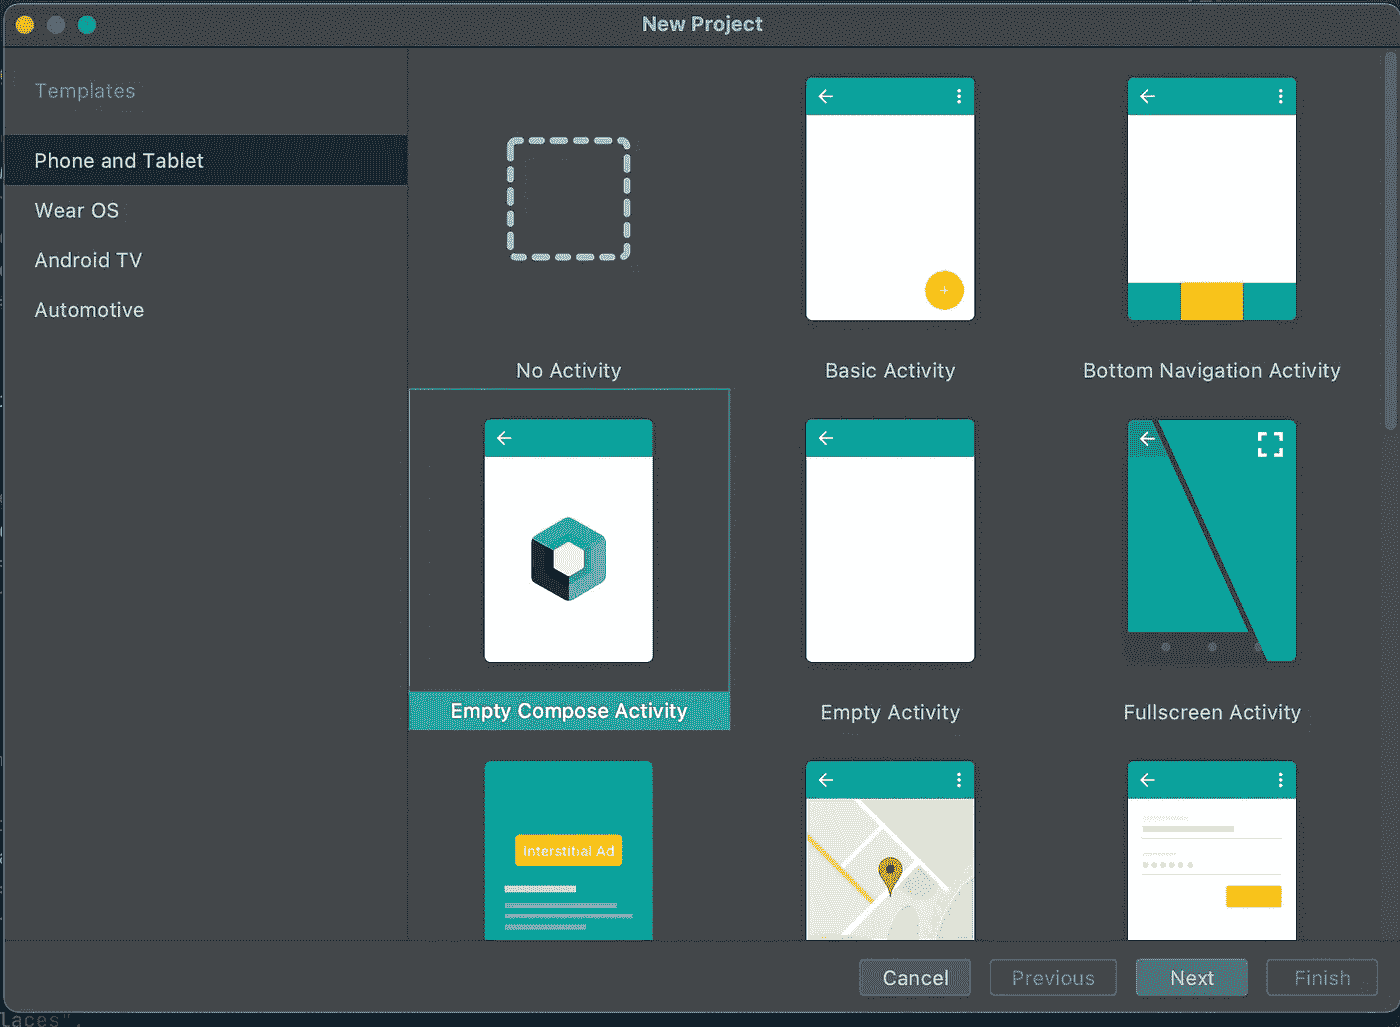 New Project
Templates
Phone and Tablet
Wear OS
Android TV
Automotive
No Activity
Basic Activity
Bottom Navigation Activity
Empty Compose Activity
Empty Activity
Fullscreen Activity
Interstitial Ad
Cancel
Previous
Next
Finish
laces".